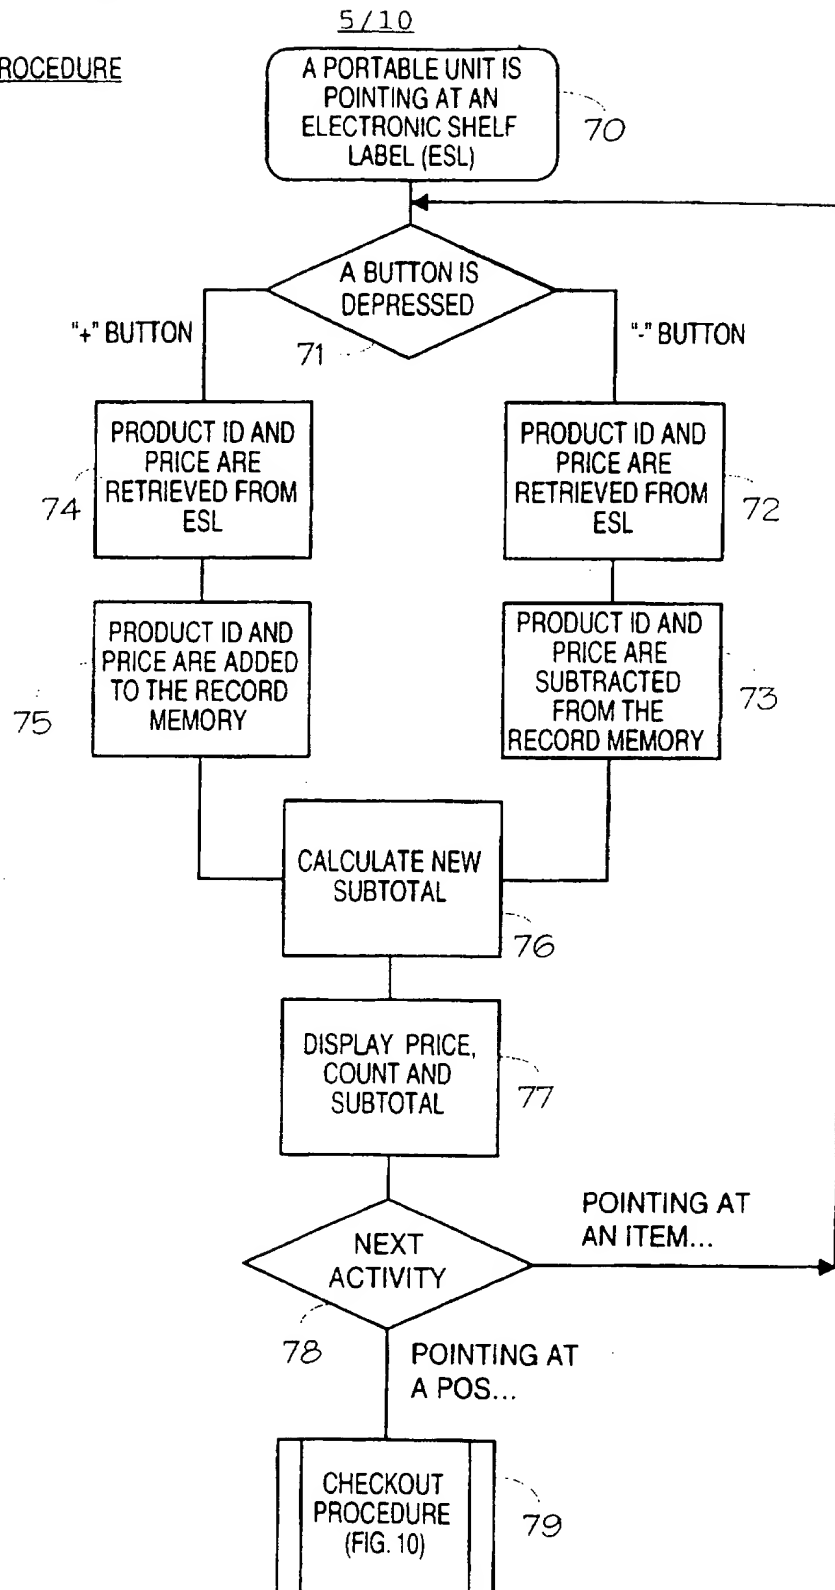 5/10
ROCEDURE
A PORTABLE UNIT IS
POINTING AT AN
ELECTRONIC SHELF
LABEL (ESL)
70
A BUTTON IS
DEPRESSED
71
"+" BUTTON
"-" BUTTON
PRODUCT ID AND
PRICE ARE
RETRIEVED FROM
ESL
74
PRODUCT ID AND
PRICE ARE
RETRIEVED FROM
ESL
72
PRODUCT ID AND
PRICE ARE ADDED
TO THE RECORD
MEMORY
75
PRODUCT ID AND
PRICE ARE
SUBTRACTED
FROM THE
RECORD MEMORY
73
CALCULATE NEW
SUBTOTAL
76
DISPLAY PRICE,
COUNT AND
SUBTOTAL
77
NEXT
ACTIVITY
78
POINTING AT
AN ITEM...
POINTING AT
A POS...
CHECKOUT
PROCEDURE
(FIG. 10)
79